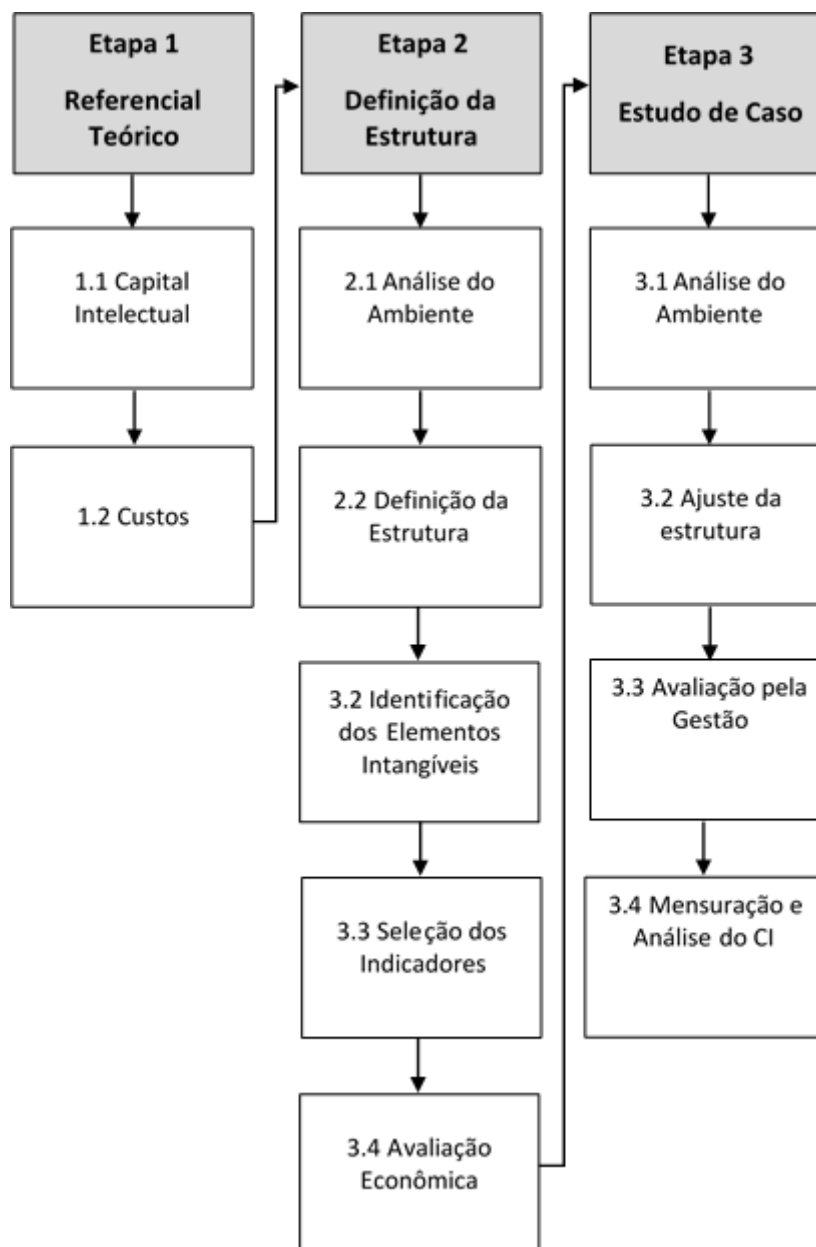 Etapa 1
Referencial
Teórico
1.1 Capital
Intelectual
1.2 Custos
Etapa 2
Definição da
Estrutura
2.1 Análise do
Ambiente
2.2 Definição da
Estrutura
3.2 Identificação
dos Elementos
Intangíveis
3.3 Seleção dos
Indicadores
3.4 Avaliação
Econômica
Etapa 3
Estudo de Caso
3.1 Análise do
Ambiente
3.2 Ajuste da
estrutura
3.3 Avaliação pela
Gestão
3.4 Mensuração e
Análise do CI